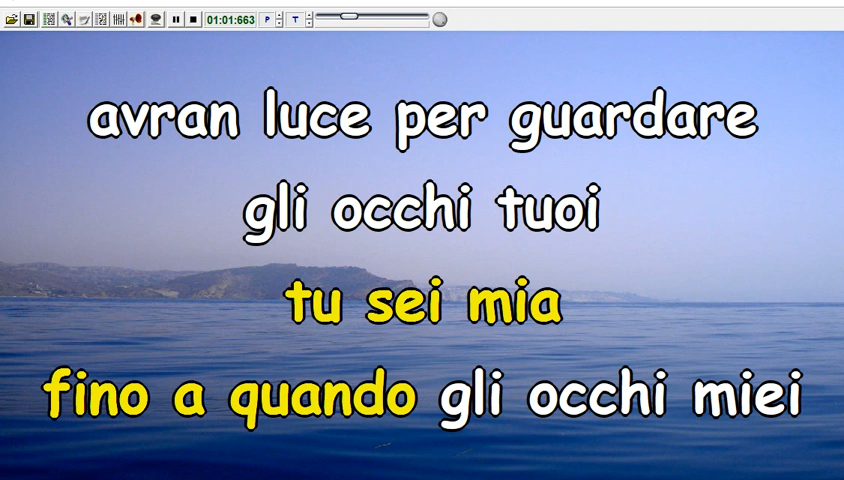 01:01:663
P
T
avran luce per guardare
gli occhi tuoi
tu sei mia
fino a quando gli occhi miei